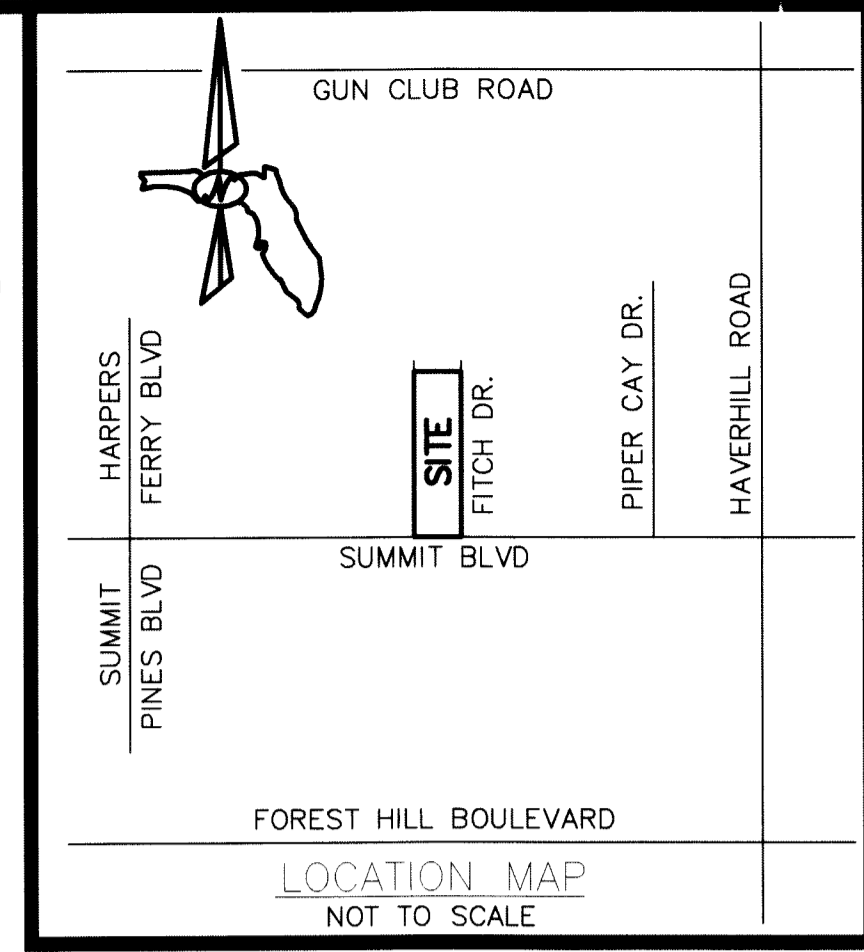 GUN CLUB ROAD
N
HARPERS
FERRY BLVD
SITE
FITCH DR.
PIPER CAY DR.
HAVERHILL ROAD
SUMMIT BLVD
SUMMIT
PINES BLVD
FOREST HILL BOULEVARD
LOCATION MAP
NOT TO SCALE